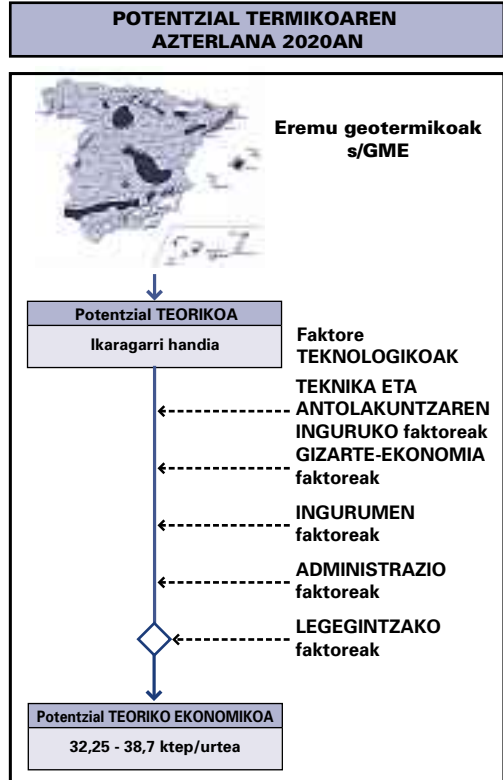 POTENTZIAL TERMIKOAREN
AZTERLANA 2020AN
Eremu geotermikoak
s/GME
Potentzial TEORIKOA
Ikaragarri handia
Faktore
TEKNOLOGIKOAK
TEKNIKA ETA
ANTOLAKUNTZAREN
INGURUKO faktoreak
GIZARTE-EKONOMIA
faktoreak
INGURUMEN
faktoreak
ADMINISTRAZIO
faktoreak
LEGEGINTZAKO
faktoreak
Potentzial TEORIKO EKONOMIKOA
32,25 - 38,7 ktep/urtea